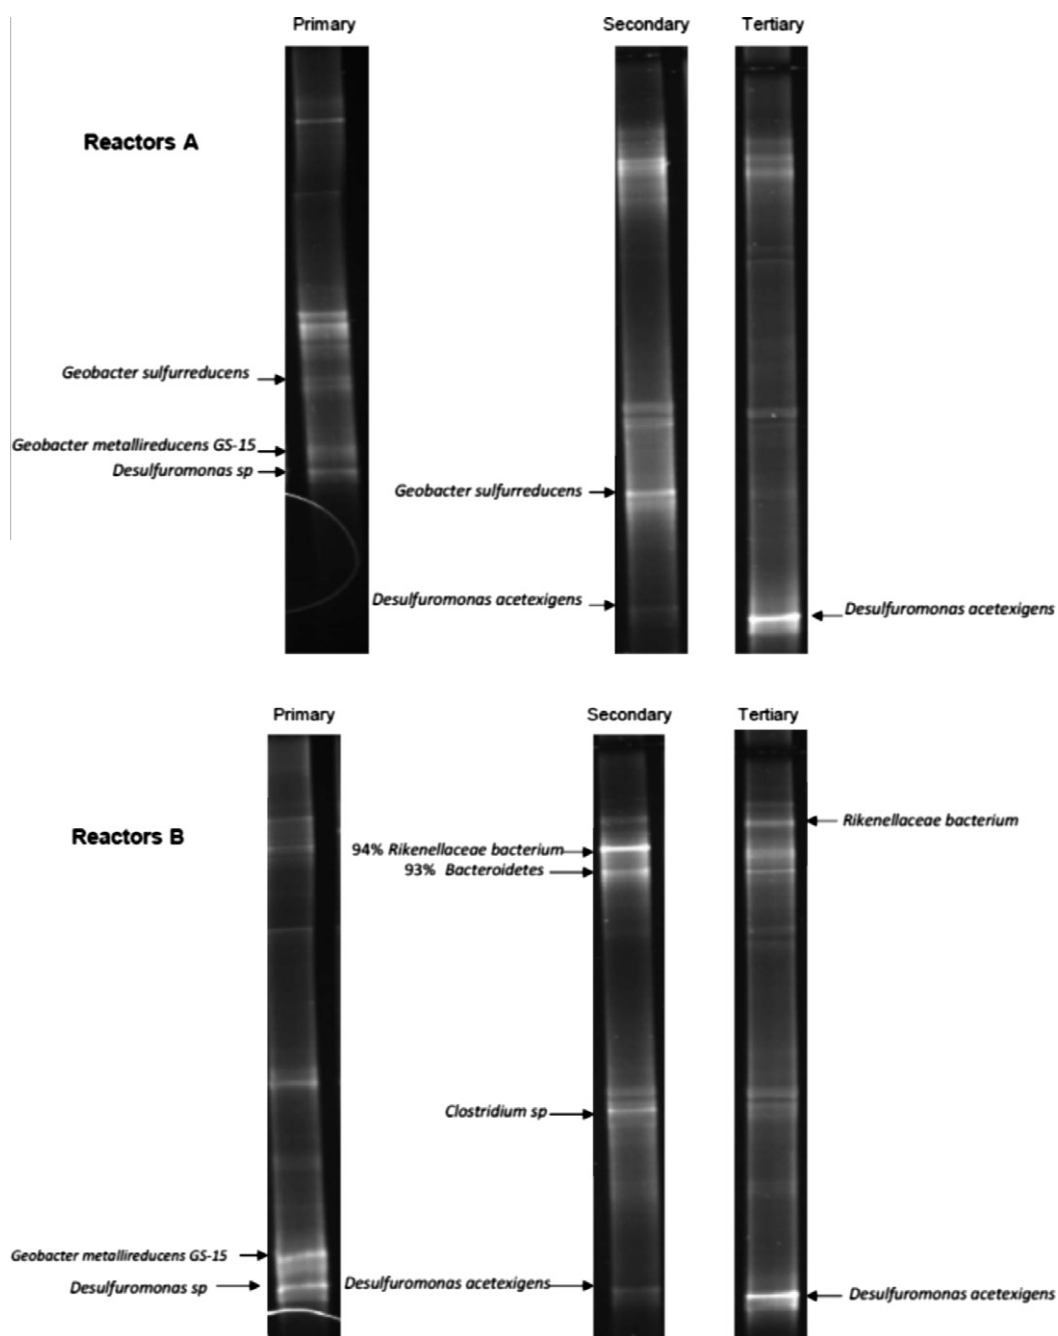 Primary
Secondary
Tertiary
Reactors A
Geobacter sulfurreducens
Geobacter metallireducens GS-15
Desulfuromonas sp
Geobacter sulfurreducens
Desulfuromonas acetexigens
Desulfuromonas acetexigens
Primary
Secondary
Tertiary
Reactors B
Rikenellaceae bacterium
94% Rikenellaceae bacterium
93% Bacteroidetes
Clostridium sp
Geobacter metallireducens GS-15
Desulfuromonas sp
Desulfuromonas acetexigens
Desulfuromonas acetexigens